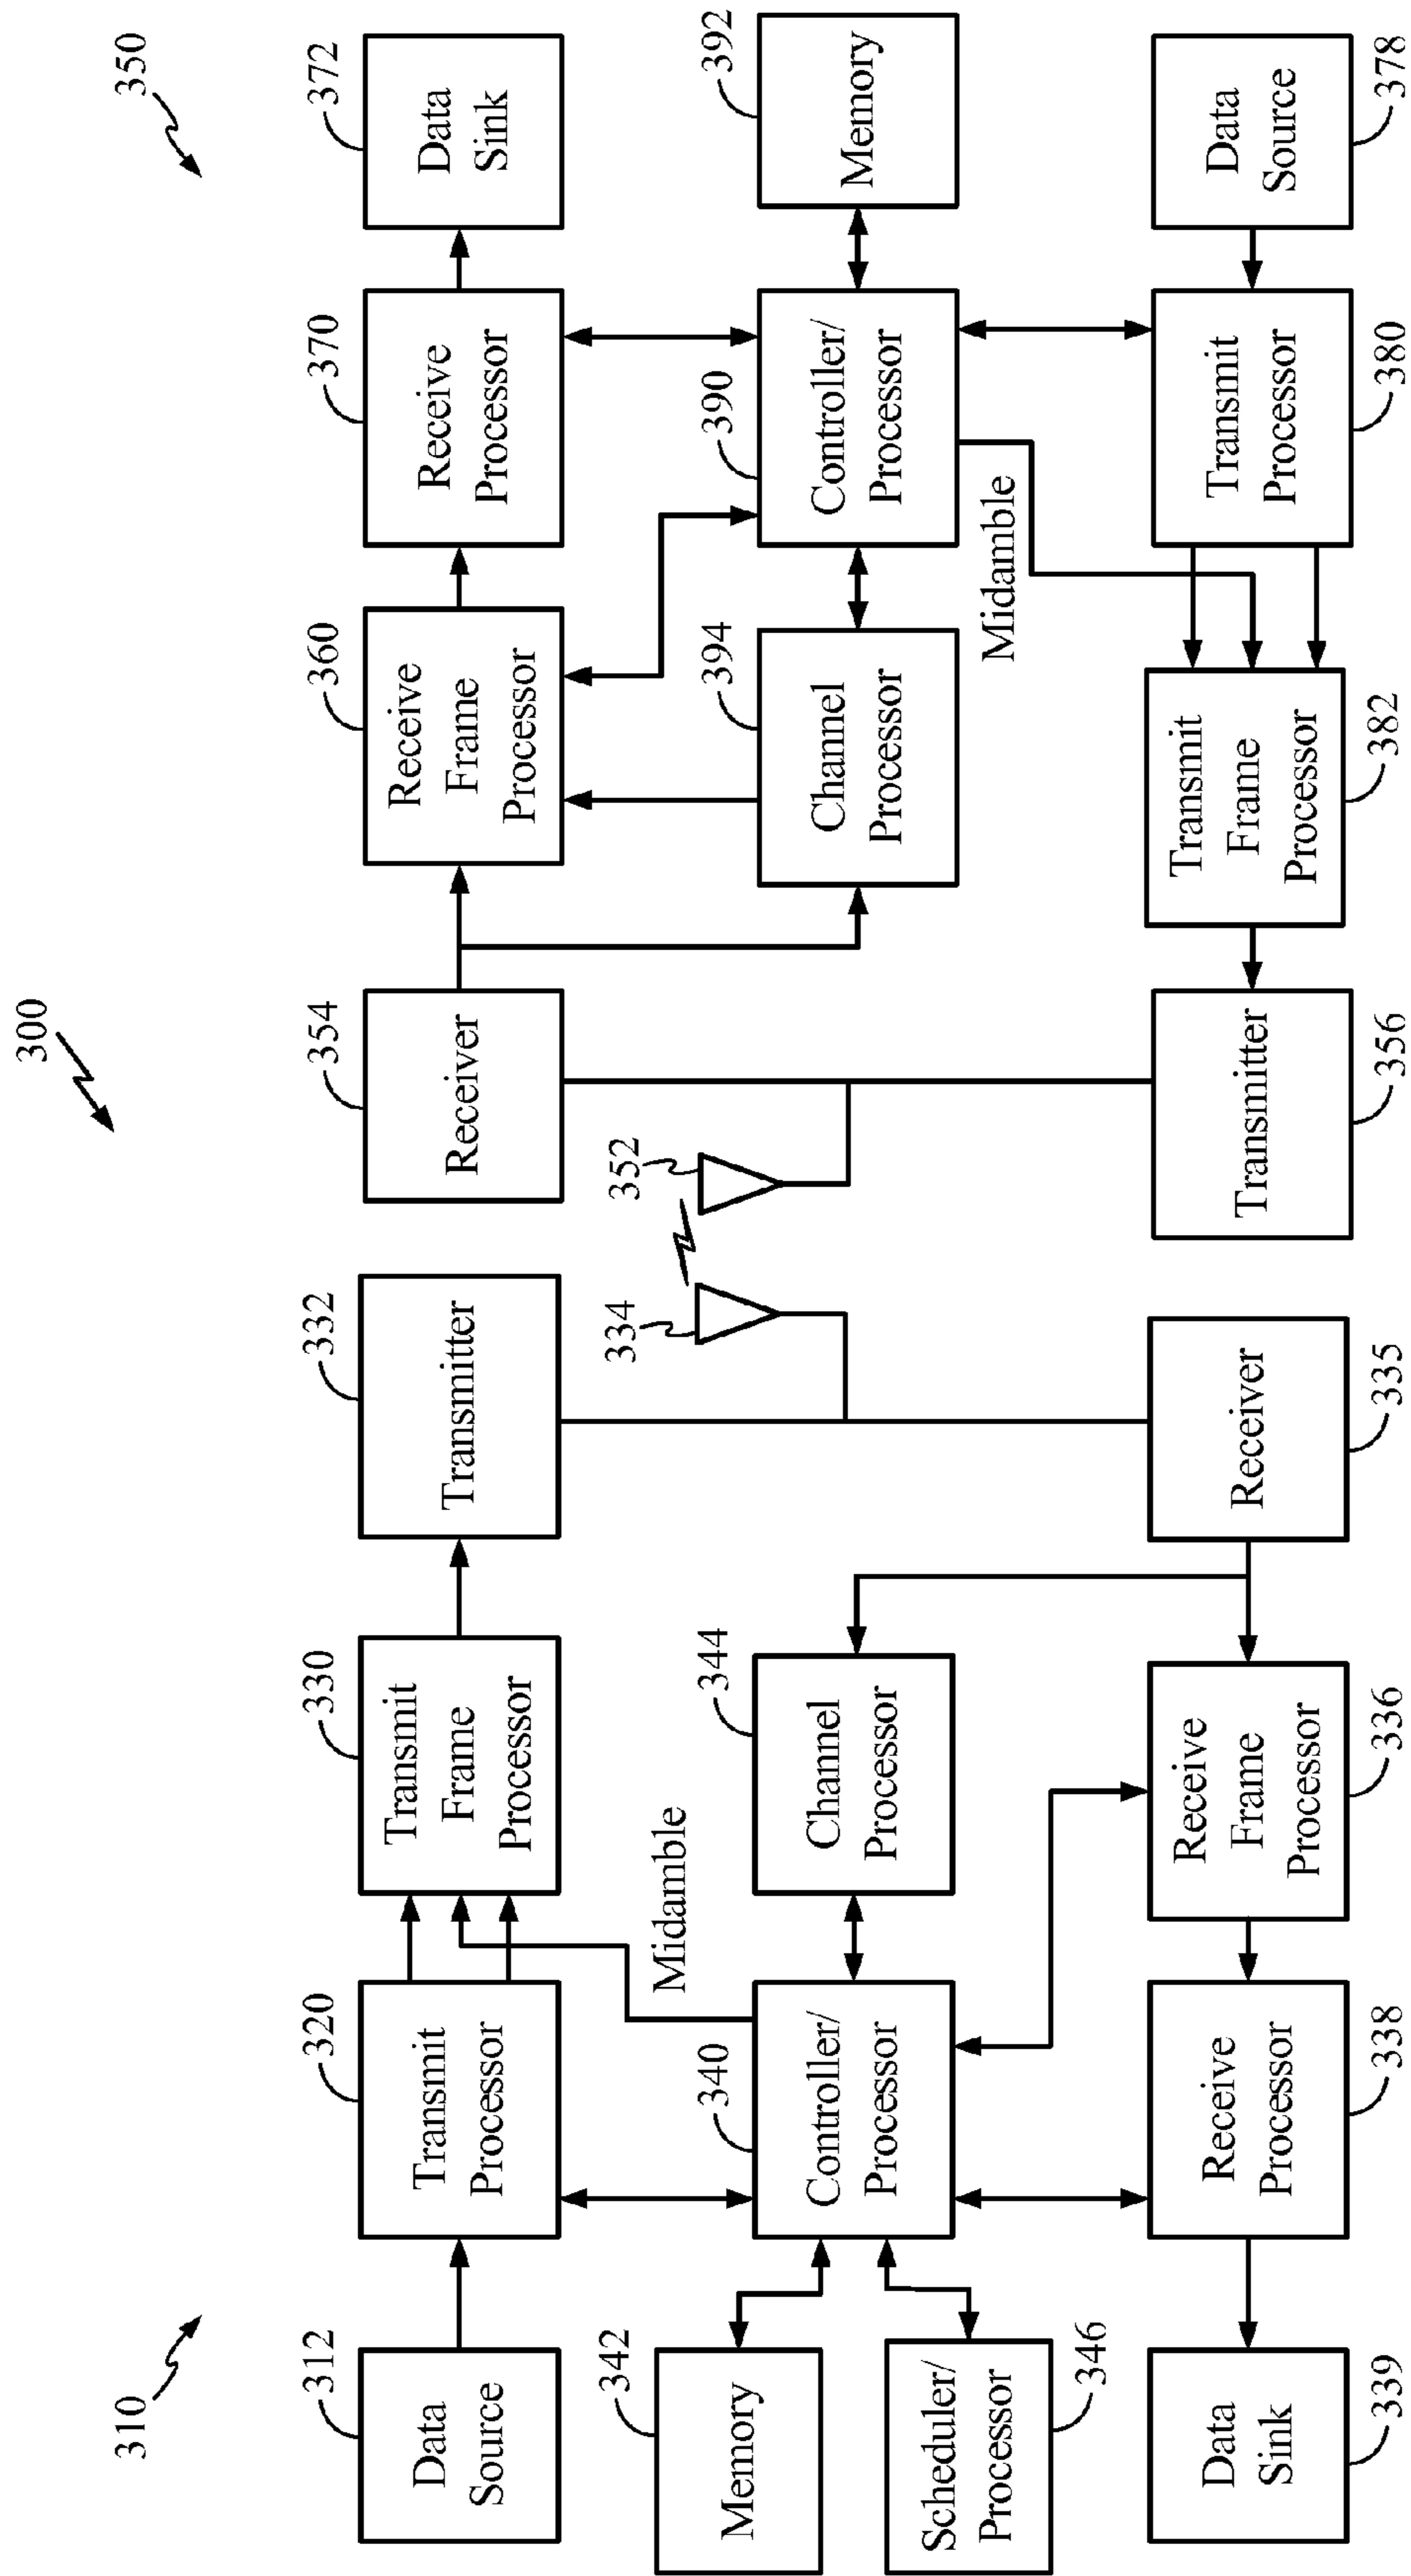 300
310
350
312
Data
Source
320
Transmit
Processor
330
Transmit
Frame
Processor
332
Transmitter
354
Receiver
360
Receive
Frame
Processor
370
Receive
Processor
372
Data
Sink
Midamble
334
352
342
Memory
346
Scheduler/
Processor
340
Controller/
Processor
344
Channel
Processor
394
Channel
Processor
390
Controller/
Processor
392
Memory
Midamble
Data
Sink
339
Receive
Processor
338
Receive
Frame
Processor
336
Receiver
335
Transmitter
356
Transmit
Frame
Processor
382
Transmit
Processor
380
Data
Source
378